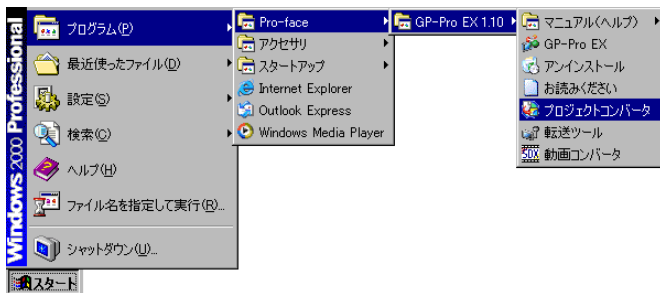 Windows 2000 Professional
プログラム(P)
最近使ったファイル(D)
設定(S)
検索(C)
ヘルプ(H)
ファイル名を指定して実行(R)...
シャットダウン(U)...
スタート
Pro-face
アクセサリ
スタートアップ
Internet Explorer
Outlook Express
Windows Media Player
GP-Pro EX 1.10
マニュアル(ヘルプ)
GP-Pro EX
アンインストール
お読みください
プロジェクトコンバータ
転送ツール
動画コンバータ